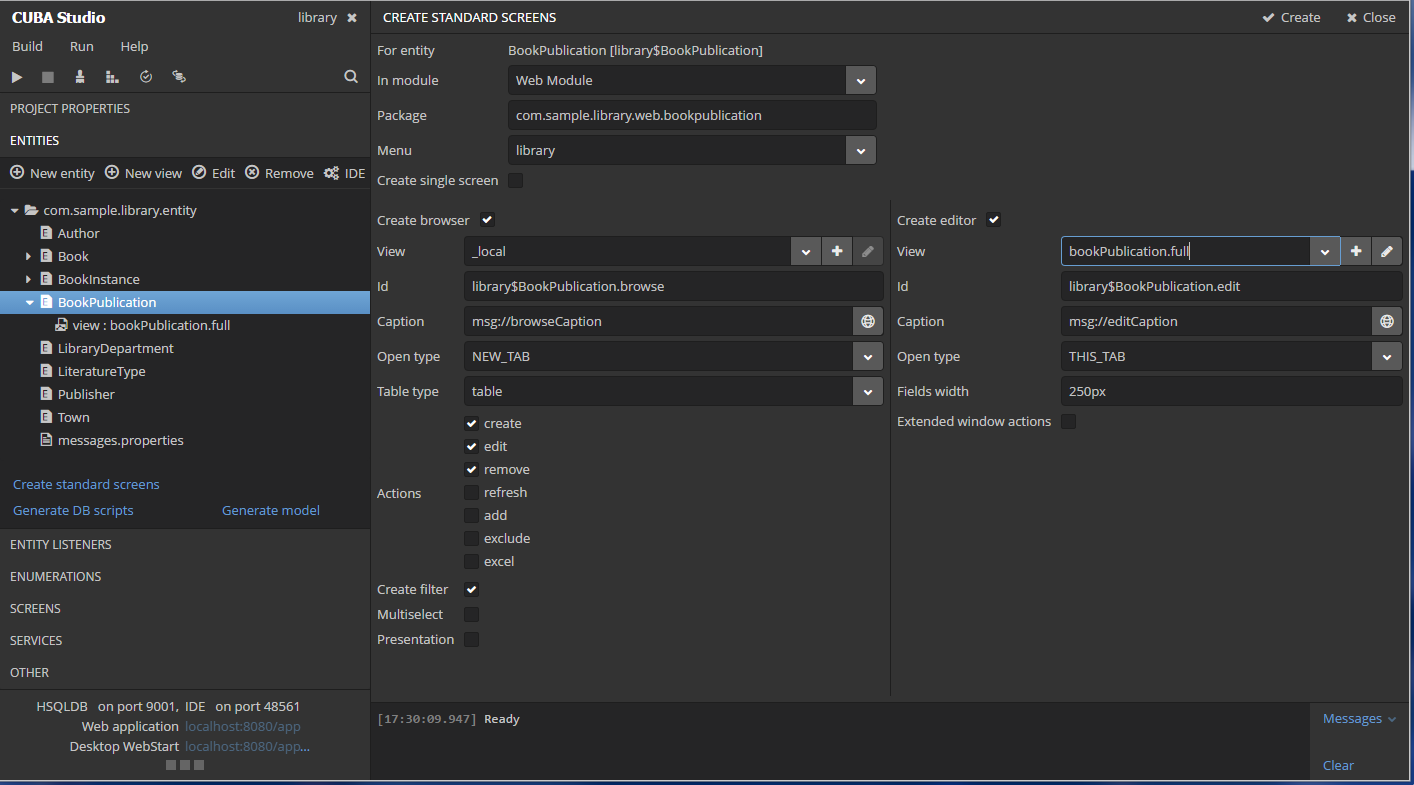 CUBA Studio
library
Build Run Help
PROJECT PROPERTIES
ENTITIES
New entity New view Edit Remove IDE
com.sample.library.entity
Author
Book
BookInstance
BookPublication
view : bookPublication.full
LibraryDepartment
LiteratureType
Publisher
Town
messages.properties
Create standard screens
Generate DB scripts Generate model
ENTITY LISTENERS
ENUMERATIONS
SCREENS
SERVICES
OTHER
HSQLDB on port 9001, IDE on port 48561
Web application localhost:8080/app
Desktop WebStart localhost:8080/app...
CREATE STANDARD SCREENS
Create Close
For entity BookPublication [library$BookPublication]
In module Web Module
Package com.sample.library.web.bookpublication
Menu library
Create single screen
Create browser
View _local
Id library$BookPublication.browse
Caption msg://browseCaption
Open type NEW_TAB
Table type table
Actions
create
edit
remove
refresh
add
exclude
excel
Create filter
Multiselect
Presentation
Create editor
View bookPublication.full
Id library$BookPublication.edit
Caption msg://editCaption
Open type THIS_TAB
Fields width 250px
Extended window actions
[17:30:09.947] Ready
Messages
Clear